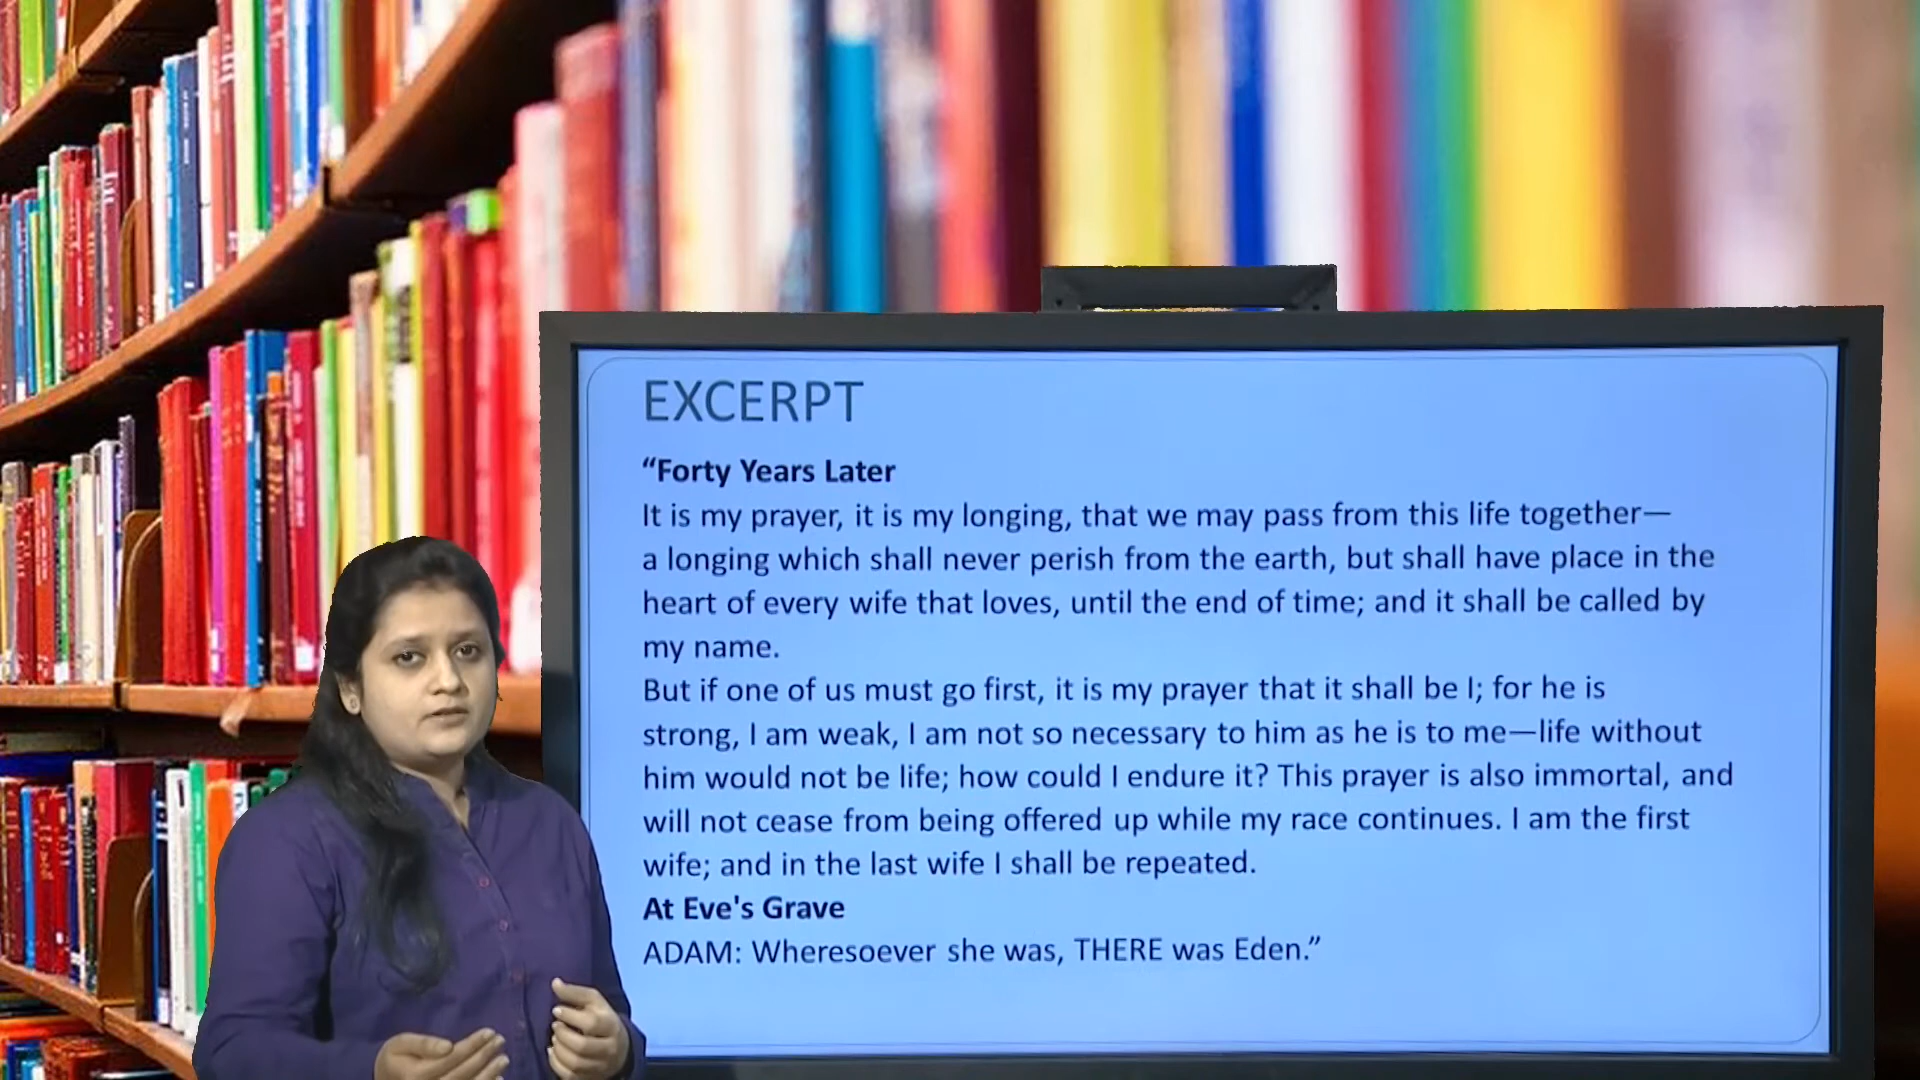 EXCERPT
“Forty Years Later
It is my prayer, it is my longing, that we may pass from this life together—
a longing which shall never perish from the earth, but shall have place in the
heart of every wife that loves, until the end of time; and it shall be called by
my name.
But if one of us must go first, it is my prayer that it shall be I; for he is
strong, I am weak, I am not so necessary to him as he is to me—life without
him would not be life; how could I endure it? This prayer is also immortal, and
will not cease from being offered up while my race continues. I am the first
wife; and in the last wife I shall be repeated.
At Eve's Grave
ADAM: Wheresoever she was, THERE was Eden.”